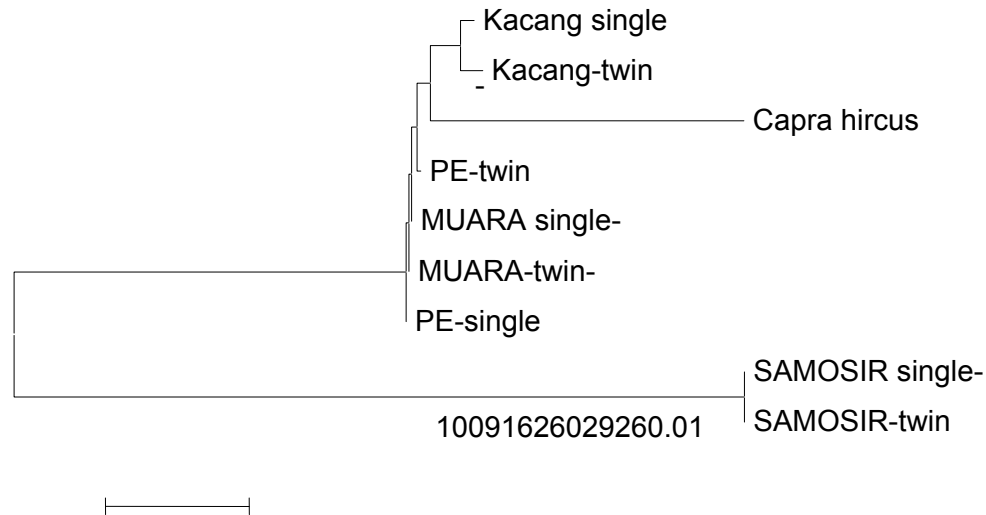 Kacang single
Kacang-twin
-
Capra hircus
PE-twin
MUARA single-
MUARA-twin-
PE-single
SAMOSIR single-
SAMOSIR-twin
10091626029260.01